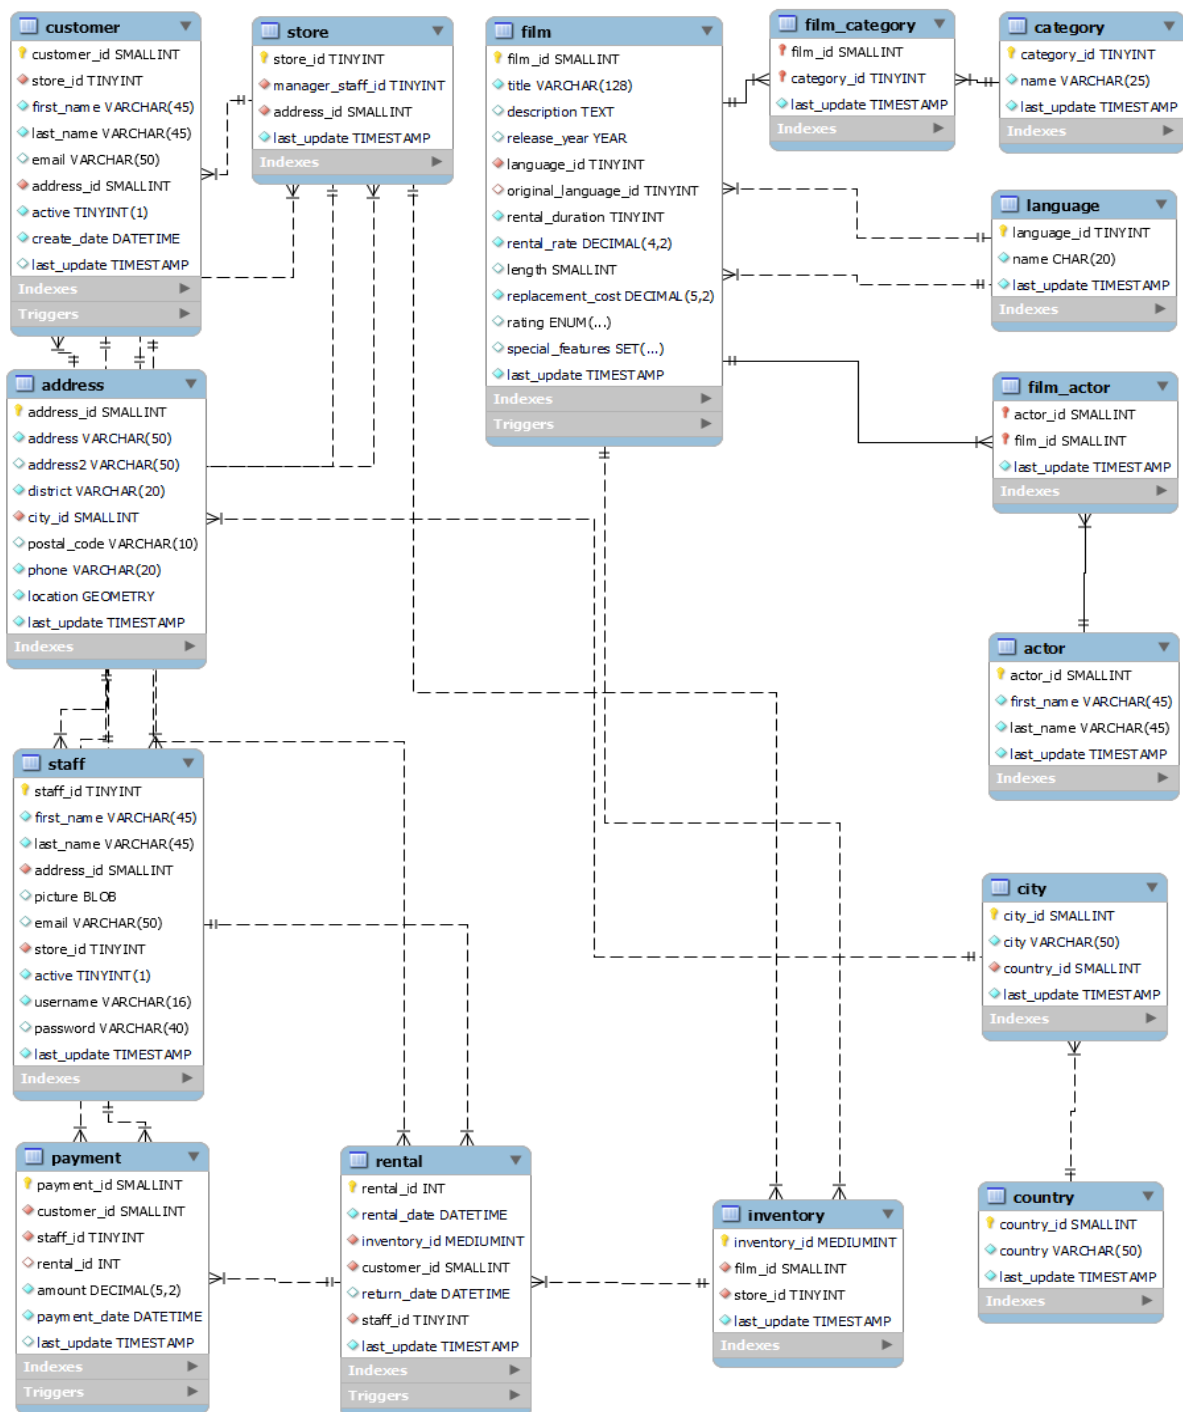 customer
customer_id SMALLINT
store_id TINYINT
first_name VARCHAR(45)
last_name VARCHAR(45)
email VARCHAR(50)
address_id SMALLINT
active TINYINT(1)
create_date DATETIME
last_update TIMESTAMP
Indexes
Triggers
store
store_id TINYINT
manager_staff_id TINYINT
address_id SMALLINT
last_update TIMESTAMP
Indexes
film
film_id SMALLINT
title VARCHAR(128)
description TEXT
release_year YEAR
language_id TINYINT
original_language_id TINYINT
rental_duration TINYINT
rental_rate DECIMAL(4,2)
length SMALLINT
replacement_cost DECIMAL(5,2)
rating ENUM(...)
special_features SET(...)
last_update TIMESTAMP
Indexes
Triggers
film_category
film_id SMALLINT
category_id TINYINT
last_update TIMESTAMP
Indexes
category
category_id TINYINT
name VARCHAR(25)
last_update TIMESTAMP
Indexes
language
language_id TINYINT
name CHAR(20)
last_update TIMESTAMP
Indexes
address
address_id SMALLINT
address VARCHAR(50)
address2 VARCHAR(50)
district VARCHAR(20)
city_id SMALLINT
postal_code VARCHAR(10)
phone VARCHAR(20)
location GEOMETRY
last_update TIMESTAMP
Indexes
film_actor
actor_id SMALLINT
film_id SMALLINT
last_update TIMESTAMP
Indexes
actor
actor_id SMALLINT
first_name VARCHAR(45)
last_name VARCHAR(45)
last_update TIMESTAMP
Indexes
staff
staff_id TINYINT
first_name VARCHAR(45)
last_name VARCHAR(45)
address_id SMALLINT
picture BLOB
email VARCHAR(50)
store_id TINYINT
active TINYINT(1)
username VARCHAR(16)
password VARCHAR(40)
last_update TIMESTAMP
Indexes
city
city_id SMALLINT
city VARCHAR(50)
country_id SMALLINT
last_update TIMESTAMP
Indexes
payment
payment_id SMALLINT
customer_id SMALLINT
staff_id TINYINT
rental_id INT
amount DECIMAL(5,2)
payment_date DATETIME
last_update TIMESTAMP
Indexes
Triggers
rental
rental_id INT
rental_date DATETIME
inventory_id MEDIUMINT
customer_id SMALLINT
return_date DATETIME
staff_id TINYINT
last_update TIMESTAMP
Indexes
Triggers
inventory
inventory_id MEDIUMINT
film_id SMALLINT
store_id TINYINT
last_update TIMESTAMP
Indexes
country
country_id SMALLINT
country VARCHAR(50)
last_update TIMESTAMP
Indexes